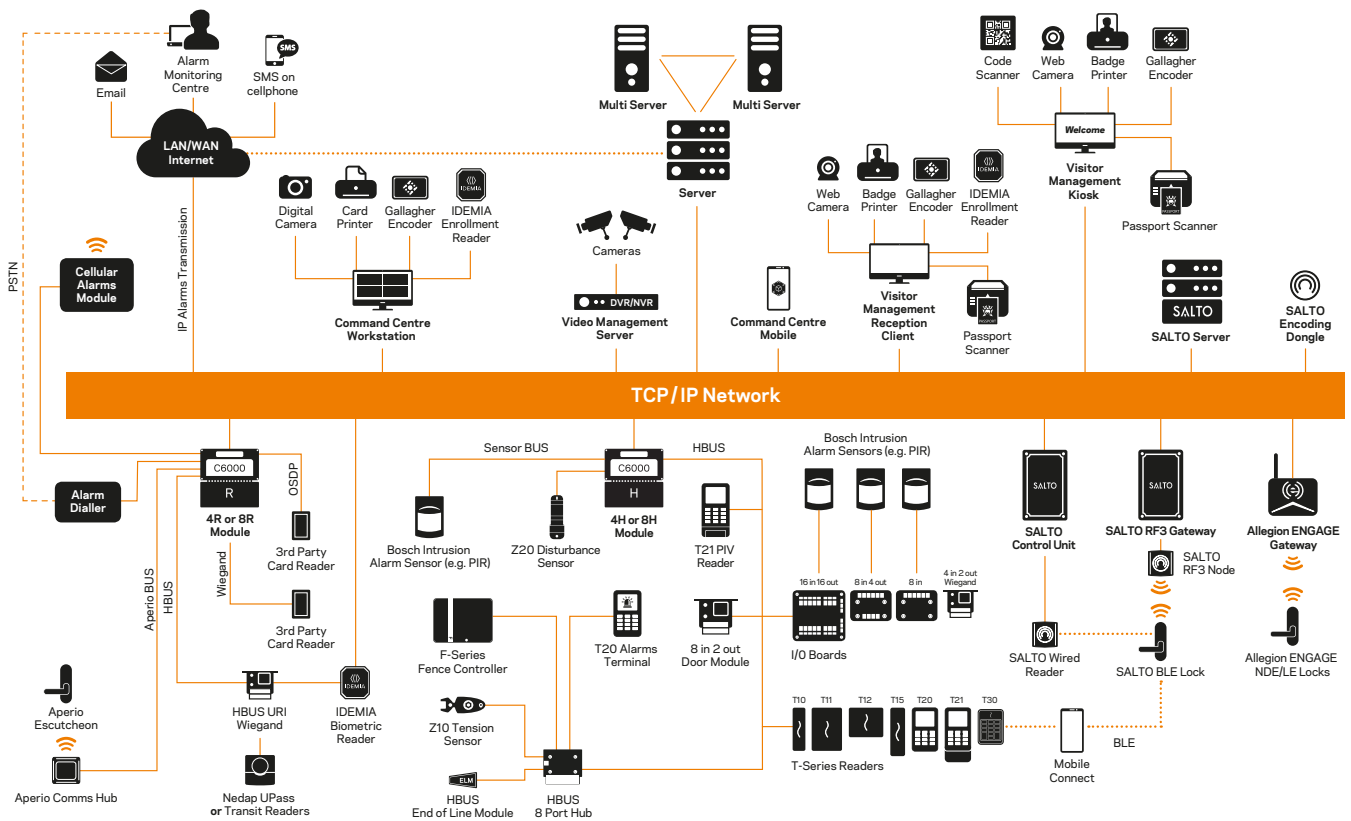 Alarm
Monitoring
Centre
SMS
Email
SMS on
cellphone
LAN/WAN
Internet
PSTN
IP Alarms Transmission
Cellular
Alarms
Module
Digital
Camera
Card
Printer
Gallagher
Encoder
IDEMIA
IDEMIA
Enrollment
Reader
Command Centre
Workstation
Multi Server
Multi Server
Server
Cameras
DVR/NVR
Video Management
Server
Command Centre
Mobile
Web
Camera
Badge
Printer
Gallagher
Encoder
IDEMIA
IDEMIA
Enrollment
Reader
Visitor
Management
Reception
Client
PASSPORT
Passport
Scanner
Code
Scanner
Web
Camera
Badge
Printer
Gallagher
Encoder
Welcome
Visitor
Management
Kiosk
PASSPORT
Passport Scanner
SALTO
SALTO Server
SALTO
Encoding
Dongle
TCP/IP Network
C6000
R
4R or 8R
Module
OSDP
Alarm
Dialler
3rd Party
Card Reader
Wiegand
3rd Party
Card Reader
Aperio BUS
HBUS
Aperio
Escutcheon
Aperio Comms Hub
HBUS URI
Wiegand
IDEMIA
IDEMIA
Biometric
Reader
Nedap UPass
or Transit Readers
Sensor BUS
C6000
H
4H or 8H
Module
HBUS
Bosch Intrusion
Alarm Sensor (e.g. PIR)
Z20 Disturbance
Sensor
T21 PIV
Reader
F-Series
Fence Controller
T20 Alarms
Terminal
8 in 2 out
Door Module
Z10 Tension
Sensor
ELM
HBUS
End of Line Module
HBUS
8 Port Hub
Bosch Intrusion
Alarm Sensors (e.g. PIR)
16 in 16 out
8 in 4 out
8 in
4 in 2 out
Wiegand
I/O Boards
T10
T11
T12
T15
T20
T21
T30
T-Series Readers
Mobile
Connect
BLE
SALTO
SALTO
Control Unit
SALTO
SALTO RF3 Gateway
SALTO
RF3 Node
SALTO Wired
Reader
SALTO BLE Lock
Allegion ENGAGE
Gateway
Allegion ENGAGE
NDE/LE Locks